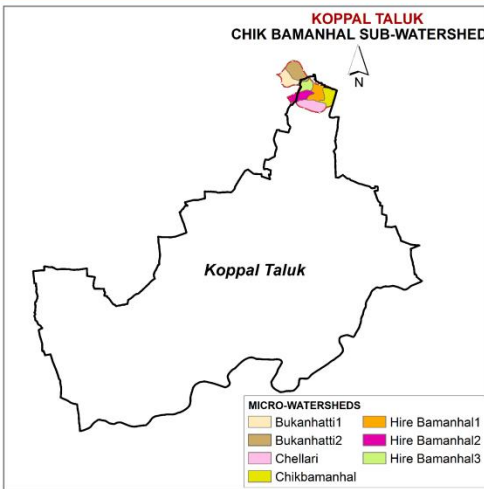 KOPPAL TALUK
CHIK BAMANHAL SUB-WATERSHED
N
Koppal Taluk
MICRO-WATERSHEDS
Bukanhatti1
Bukanhatti2
Chellari
Chikbamanhal
Hire Bamanhal1
Hire Bamanhal2
Hire Bamanhal3